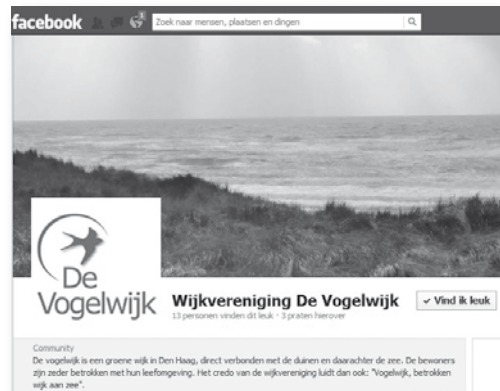 facebook
1
Zoek naar mensen, plaatsen en dingen
De
Vogelwijk
Wijkvereniging De Vogelwijk
13 personen vinden dit leuk · 3 praten hierover
✓ Vind ik leuk
Community
De vogelwijk is een groene wijk in Den Haag, direct verbonden met de duinen en daarachter de zee. De bewoners
zijn zeder betrokken met hun leefomgeving. Het credo van de wijkvereniging luidt dan ook: "Vogelwijk, betrokken
wijk aan zee".